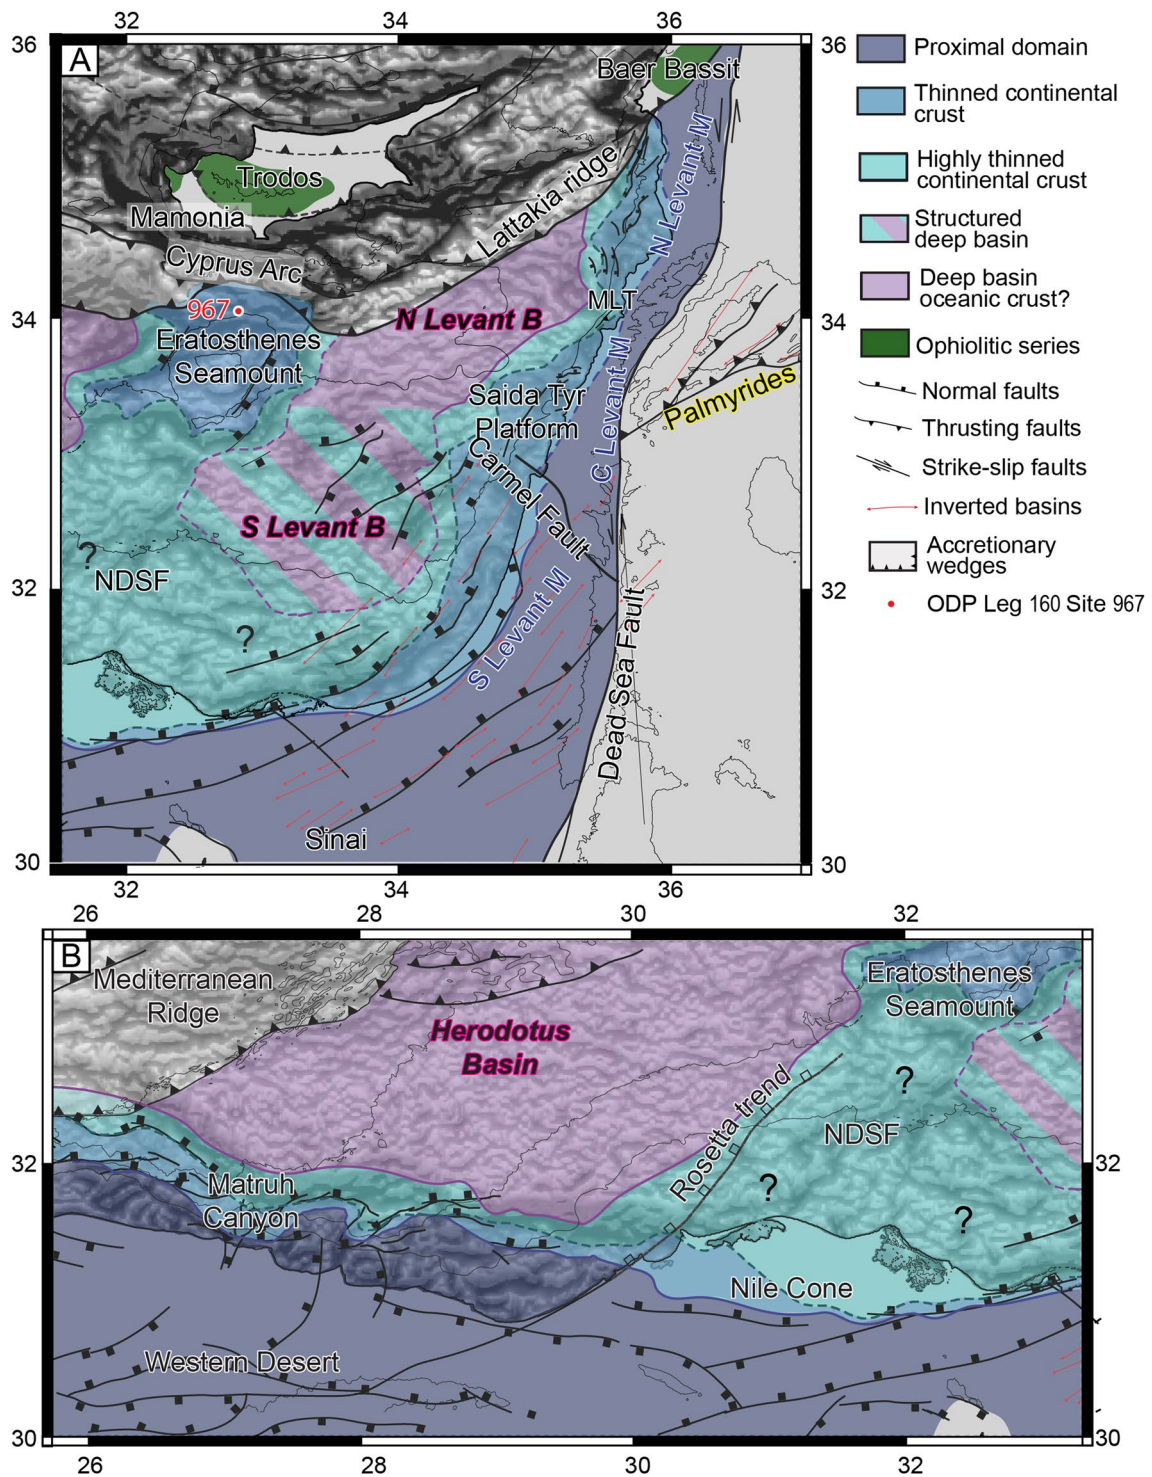 32 34 36
36 A Baer Bassit 36
Trodos
Mamonia
Lattakia ridge
N Levant M
Cyprus Arc
967
MLT
34 N Levant B 34
Eratosthenes
Seamount
Saida Tyr
Platform
C Levant M
Palmyrides
Carmel Fault
S Levant B
?
NDSF
32 32
S Levant M
?
Dead Sea Fault
Sinai
30 30
32 34 36
Proximal domain
Thinned continental
crust
Highly thinned
continental crust
Structured
deep basin
Deep basin
oceanic crust?
Ophiolitic series
Normal faults
Thrusting faults
Strike-slip faults
Inverted basins
Accretionary
wedges
ODP Leg 160 Site 967
26 28 30 32
B
Mediterranean
Ridge
Eratosthenes
Seamount
Herodotus
Basin
Rosetta trend
?
NDSF
32 32
Matruh
Canyon
?
?
Nile Cone
Western Desert
30 30
26 28 30 32